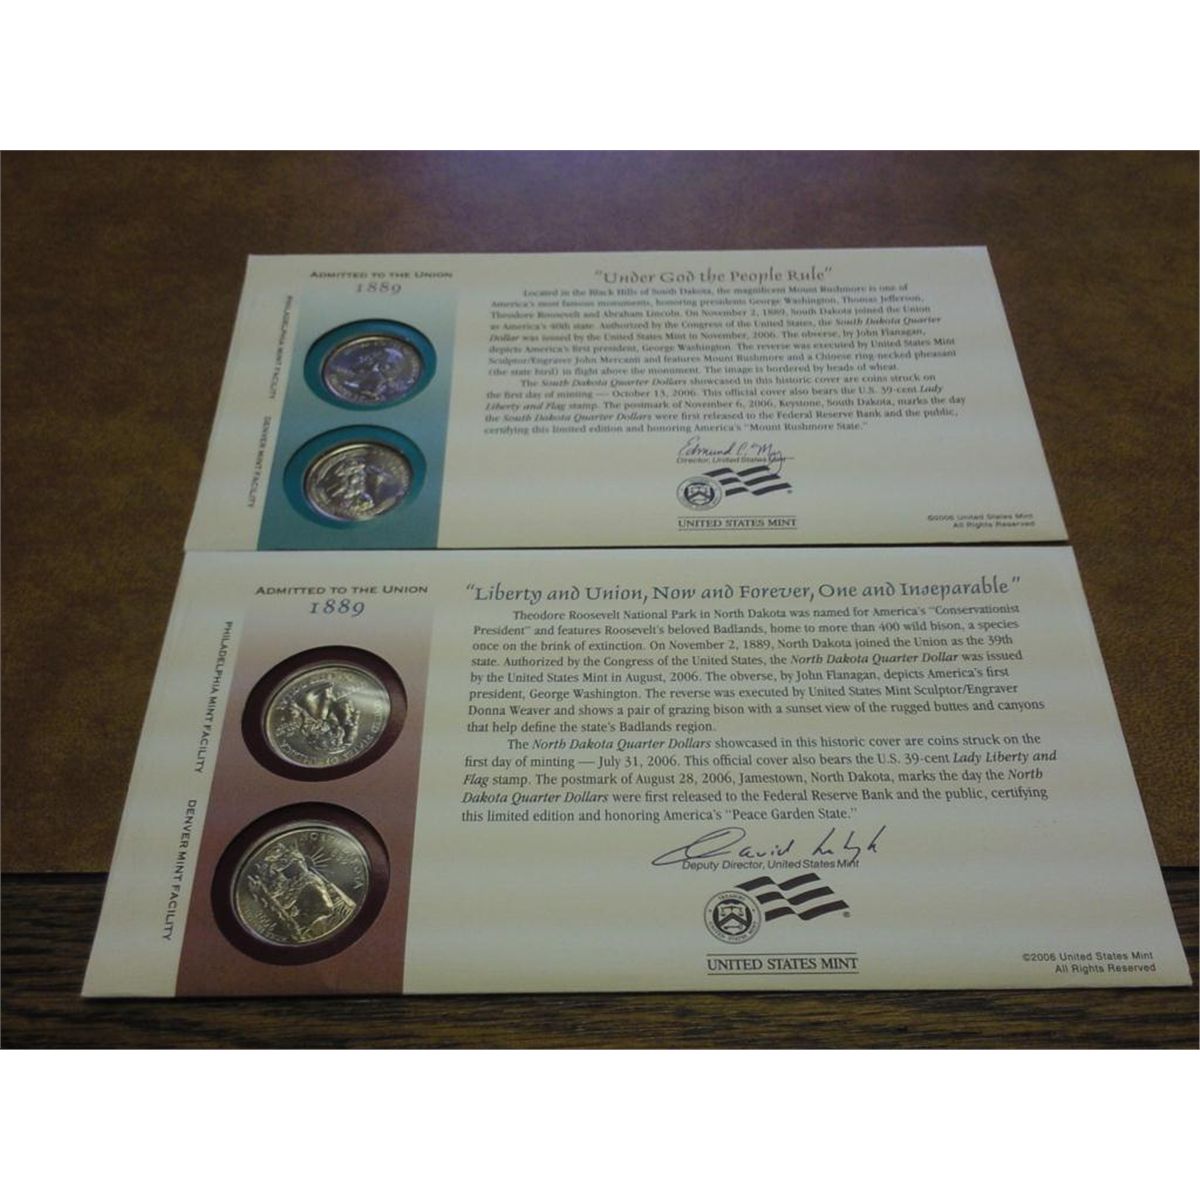 ADMITTED TO THE UNION
1889
PHILADELPHIA MINT FACILITY
DENVER MINT FACILITY
"Under God the People Rule"
Located in the Black Hills of South Dakota, the magnificent Mount Rushmore is one of
America's most famous monuments, honoring presidents George Washington, Thomas Jefferson,
Theodore Roosevelt and Abraham Lincoln. On November 2, 1889, South Dakota joined the Union
as America's 40th state. Authorized by the Congress of the United States, the South Dakota Quarter
Dollar was issued by the United States Mint in November, 2006. The obverse, by John Flanagan,
depicts America's first president, George Washington. The reverse was executed by United States Mint
Sculptor/Engraver John Mercanti and features Mount Rushmore and a Chinese ring-necked pheasant
(the state bird) in flight above the monument. The image is bordered by heads of wheat.
The South Dakota Quarter Dollars showcased in this historic cover are coins struck on
the first day of minting — October 13, 2006. This official cover also bears the U.S. 39-cent Lady
Liberty and Flag stamp. The postmark of November 6, 2006, Keystone, South Dakota, marks the day
the South Dakota Quarter Dollars were first released to the Federal Reserve Bank and the public,
certifying this limited edition and honoring America's "Mount Rushmore State."
Edmund C. Moy
Director, United States Mint
UNITED STATES MINT
©2006 United States Mint
All Rights Reserved
ADMITTED TO THE UNION
1889
PHILADELPHIA MINT FACILITY
DENVER MINT FACILITY
"Liberty and Union, Now and Forever, One and Inseparable"
Theodore Roosevelt National Park in North Dakota was named for America's "Conservationist
President" and features Roosevelt's beloved Badlands, home to more than 400 wild bison, a species
once on the brink of extinction. On November 2, 1889, North Dakota joined the Union as the 39th
state. Authorized by the Congress of the United States, the North Dakota Quarter Dollar was issued
by the United States Mint in August, 2006. The obverse, by John Flanagan, depicts America's first
president, George Washington. The reverse was executed by United States Mint Sculptor/Engraver
Donna Weaver and shows a pair of grazing bison with a sunset view of the rugged buttes and canyons
that help define the state's Badlands region.
The North Dakota Quarter Dollars showcased in this historic cover are coins struck on the
first day of minting — July 31, 2006. This official cover also bears the U.S. 39-cent Lady Liberty and
Flag stamp. The postmark of August 28, 2006, Jamestown, North Dakota, marks the day the North
Dakota Quarter Dollars were first released to the Federal Reserve Bank and the public, certifying
this limited edition and honoring America's "Peace Garden State."
David
Deputy Director, United States Mint
UNITED STATES MINT
©2006 United States Mint
All Rights Reserved